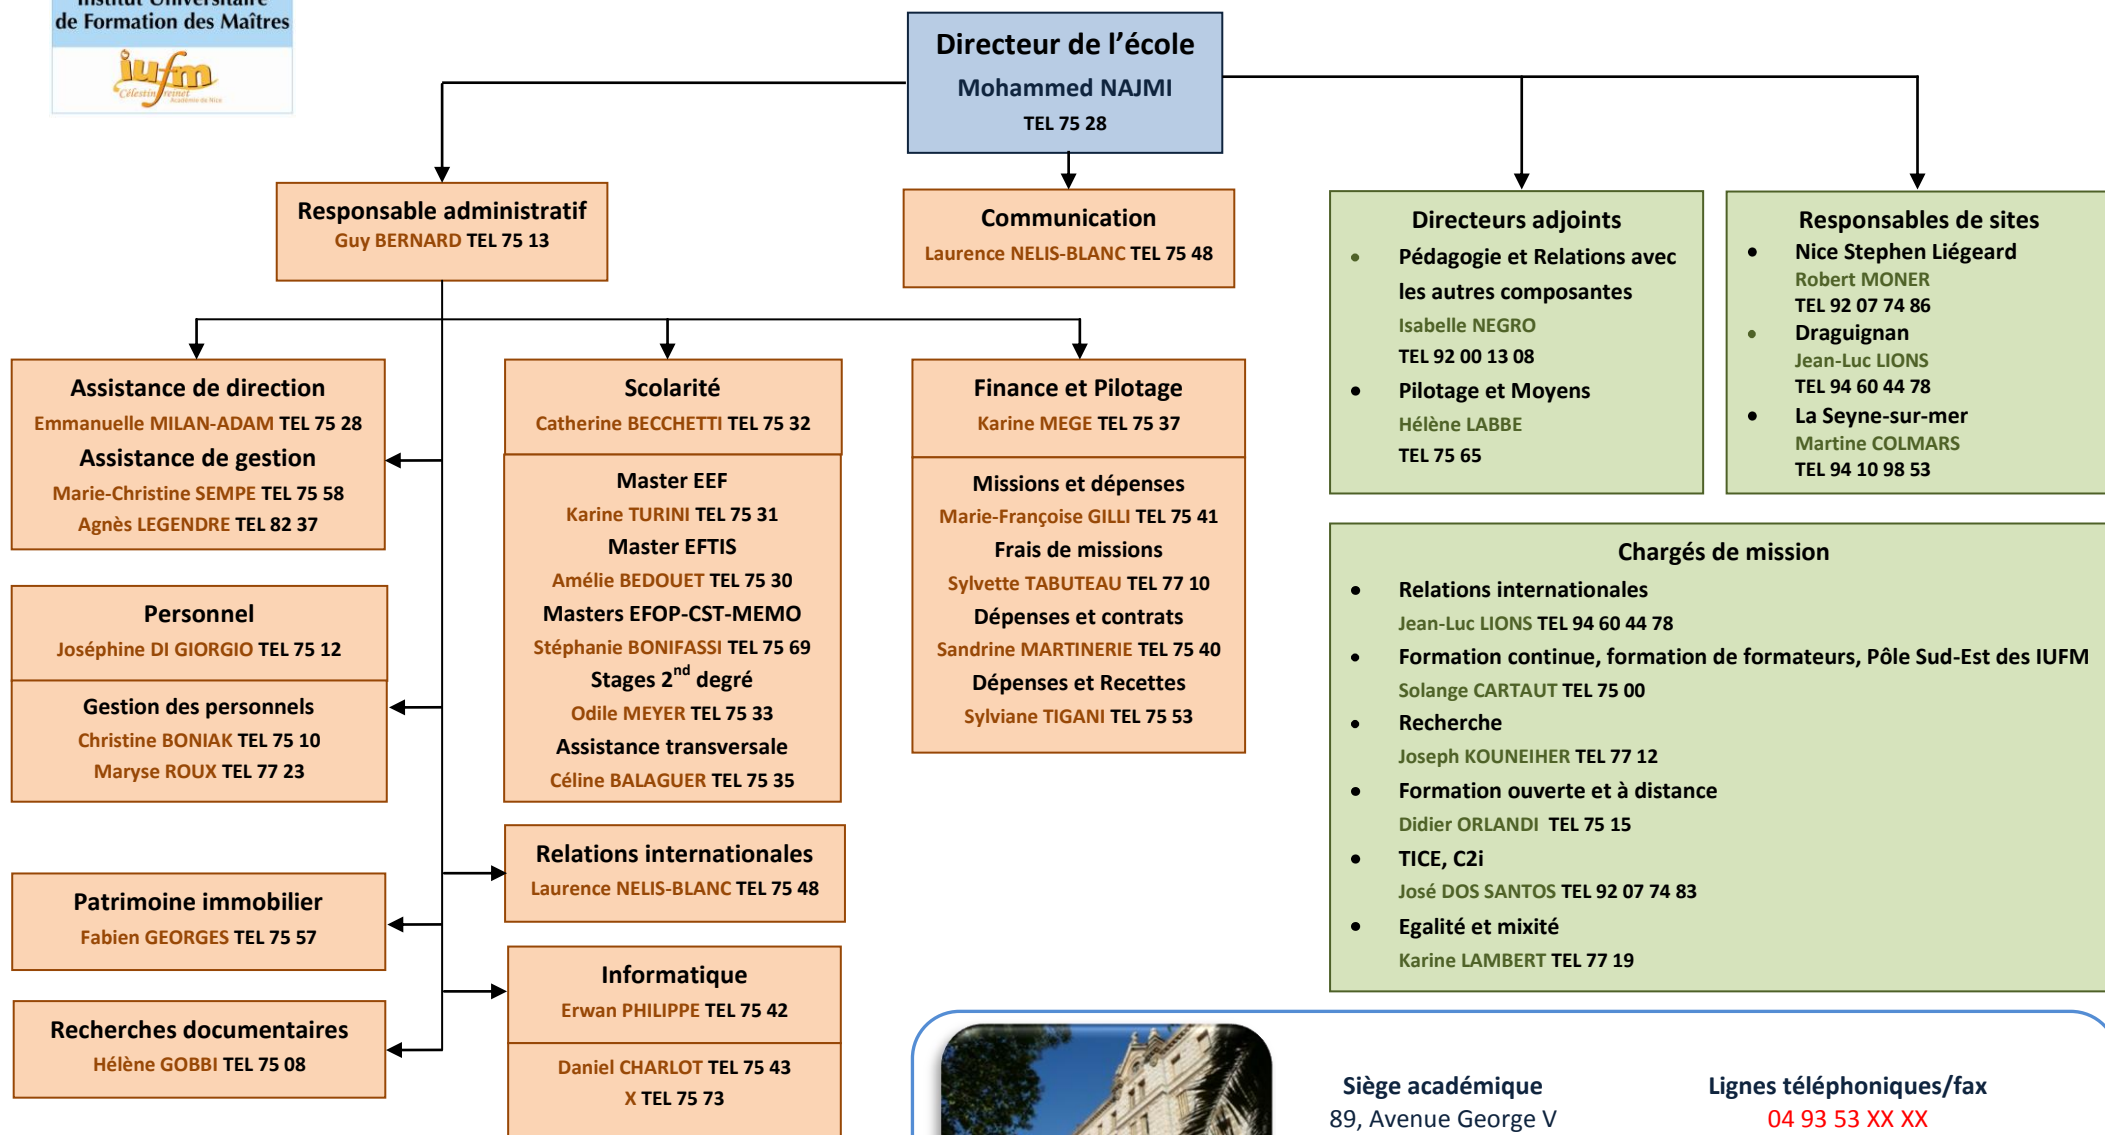 Institut Universitaire
de Formation des Maîtres
iufm
Célestin Freinet
Académie de Nice
Directeur de l'école
Mohammed NAJMI
TEL 75 28
Responsable administratif
Guy BERNARD TEL 75 13
Communication
Laurence NELIS-BLANC TEL 75 48
Directeurs adjoints
• Pédagogie et Relations avec
les autres composantes
Isabelle NEGRO
TEL 92 00 13 08
• Pilotage et Moyens
Hélène LABBE
TEL 75 65
Responsables de sites
• Nice Stephen Liégeard
Robert MONER
TEL 92 07 74 86
• Draguignan
Jean-Luc LIONS
TEL 94 60 44 78
• La Seyne-sur-mer
Martine COLMARS
TEL 94 10 98 53
Assistance de direction
Emmanuelle MILAN-ADAM TEL 75 28
Assistance de gestion
Marie-Christine SEMPE TEL 75 58
Agnès LEGENDRE TEL 82 37
Scolarité
Catherine BECCHETTI TEL 75 32
Master EEF
Karine TURINI TEL 75 31
Master EFTIS
Amélie BEDOUET TEL 75 30
Masters EFOP-CST-MEMO
Stéphanie BONIFASSI TEL 75 69
Stages 2nd degré
Odile MEYER TEL 75 33
Assistance transversale
Céline BALAGUER TEL 75 35
Finance et Pilotage
Karine MEGE TEL 75 37
Missions et dépenses
Marie-Françoise GILLI TEL 75 41
Frais de missions
Sylvette TABUTEAU TEL 77 10
Dépenses et contrats
Sandrine MARTINERIE TEL 75 40
Dépenses et Recettes
Sylviane TIGANI TEL 75 53
Personnel
Joséphine DI GIORGIO TEL 75 12
Gestion des personnels
Christine BONIAK TEL 75 10
Maryse ROUX TEL 77 23
Chargés de mission
• Relations internationales
Jean-Luc LIONS TEL 94 60 44 78
• Formation continue, formation de formateurs, Pôle Sud-Est des IUFM
Solange CARTAUT TEL 75 00
• Recherche
Joseph KOUNEIHER TEL 77 12
• Formation ouverte et à distance
Didier ORLANDI TEL 75 15
• TICE, C2i
José DOS SANTOS TEL 92 07 74 83
• Egalité et mixité
Karine LAMBERT TEL 77 19
Relations internationales
Laurence NELIS-BLANC TEL 75 48
Patrimoine immobilier
Fabien GEORGES TEL 75 57
Informatique
Erwan PHILIPPE TEL 75 42
Daniel CHARLOT TEL 75 43
X TEL 75 73
Recherches documentaires
Hélène GOBBI TEL 75 08
Siège académique
89, Avenue George V
Lignes téléphoniques/fax
04 93 53 XX XX